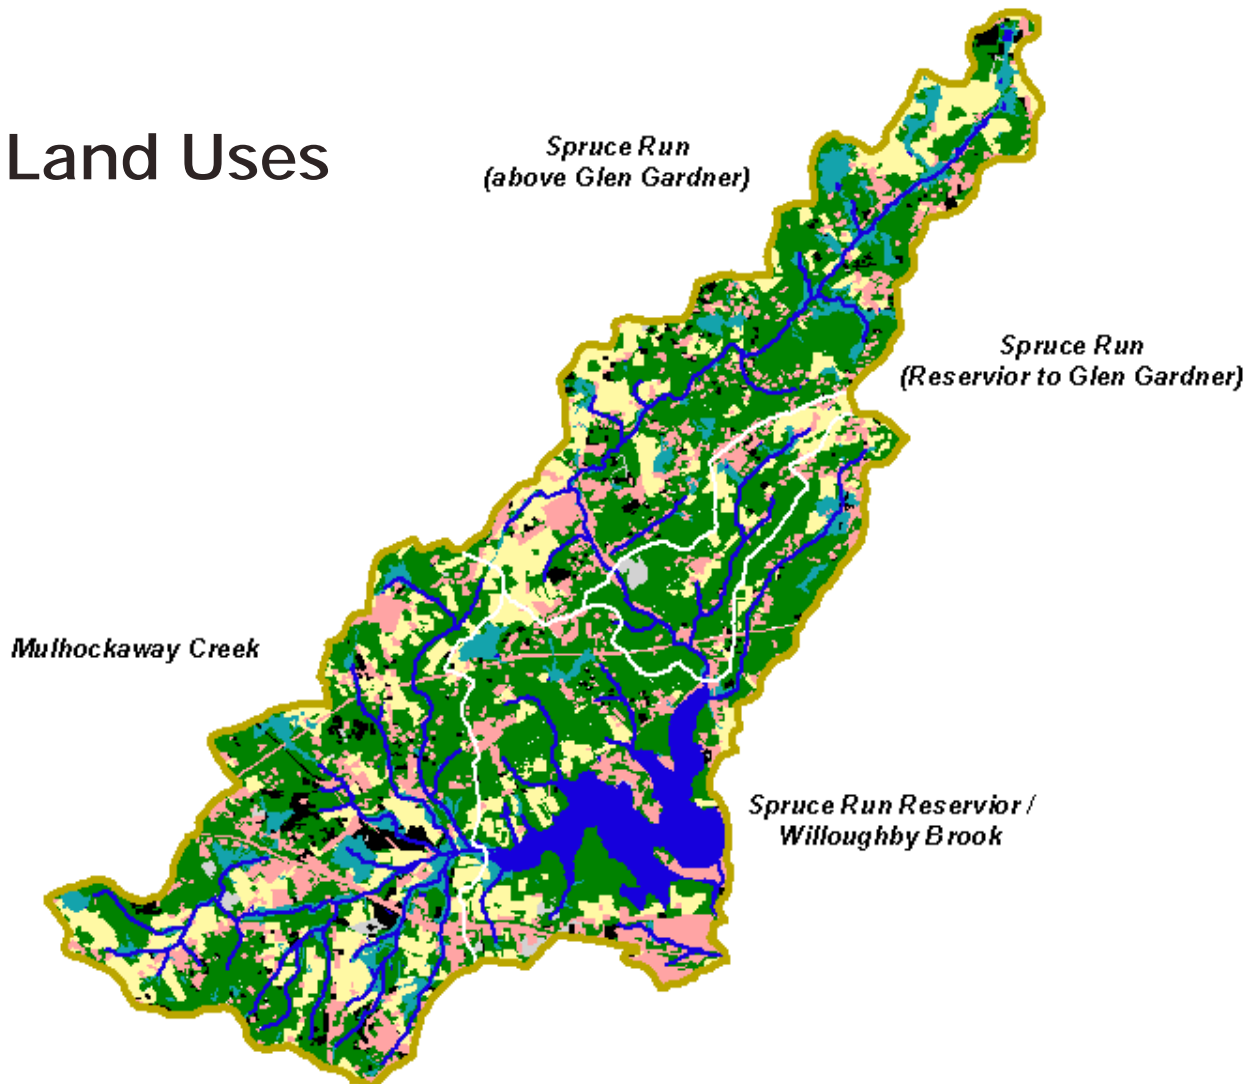 Land Uses
Spruce Run
(above Glen Gardner)
Spruce Run
(Reservior to Glen Gardner)
Mulhockaway Creek
Spruce Run Reservior /
Willoughby Brook